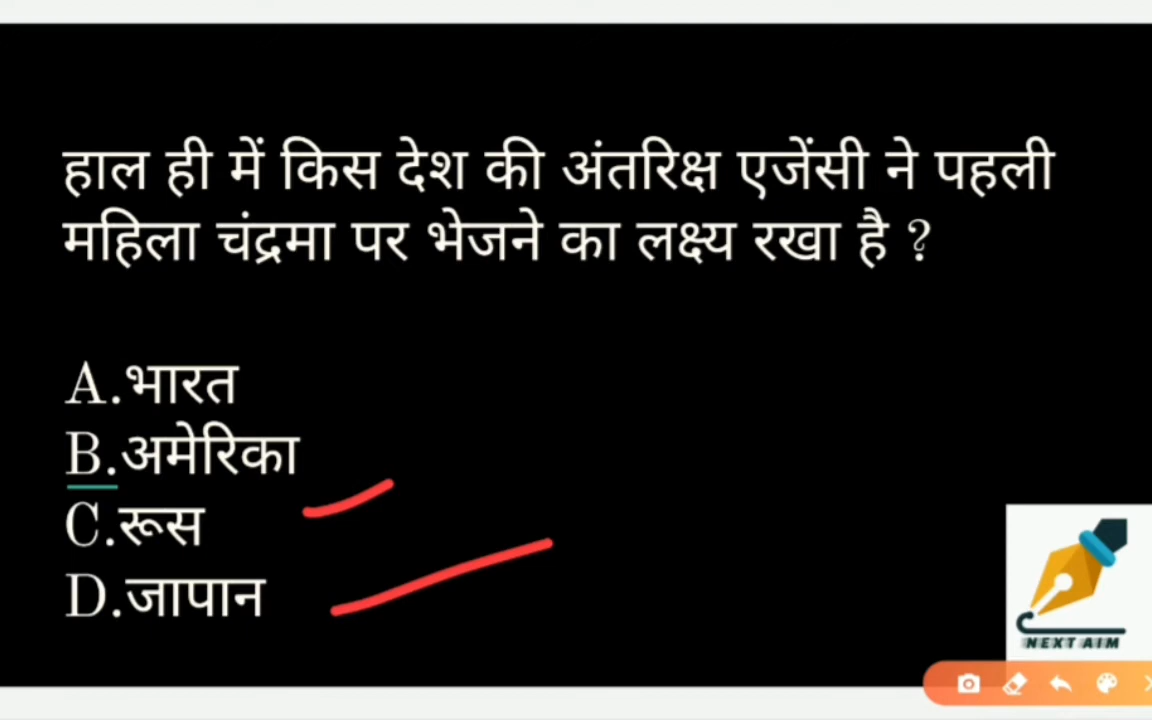 हाल ही में किस देश की अंतरिक्ष एजेंसी ने पहली
महिला चंद्रमा पर भेजने का लक्ष्य रखा है ?
A.भारत
B.अमेरिका
C.रूस
D.जापान
NEXT AIM